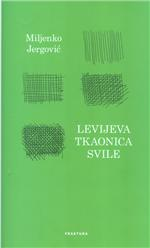 Miljenko
Jergović
LEVIJEVA
TKAONICA
SVILE
FRAKTURA